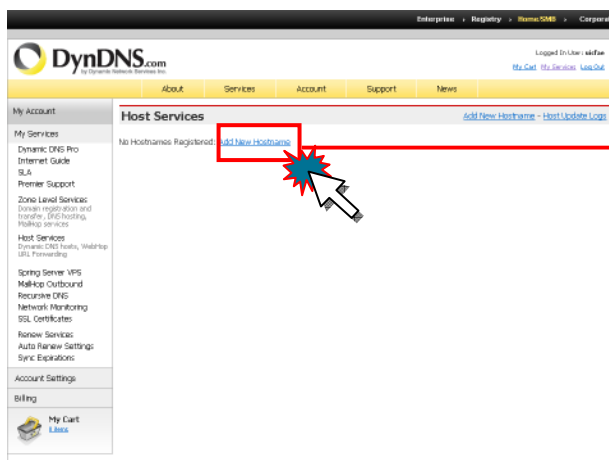 Enterprise › Registry › Home/SMB › Corporat
DynDNS.com
by Dynamic Network Services Inc.
Logged In User: aicfae
My Cart My Services Log Out
About Services Account Support News
My Account
My Services
Dynamic DNS Pro
Internet Guide
SLA
Premier Support
Zone Level Services
Domain registration and
transfer, DNS hosting,
MailHop services
Host Services
Dynamic DNS hosts, WebHop
URL Forwarding
Spring Server VPS
MailHop Outbound
Recursive DNS
Network Monitoring
SSL Certificates
Renew Services
Auto Renew Settings
Sync Expirations
Account Settings
Billing
My Cart
Host Services
Add New Hostname - Host Update Logs
No Hostnames Registered. Add New Hostname